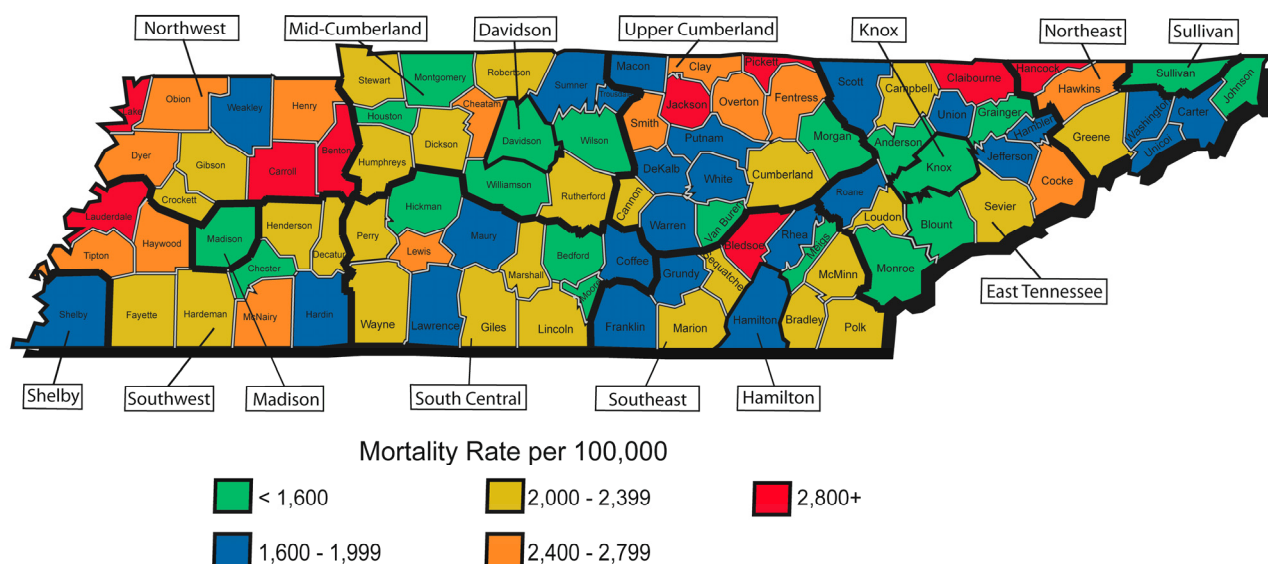 Northwest
Mid-Cumberland
Davidson
Upper Cumberland
Knox
Northeast
Sullivan
Lake
Obion
Weakley
Henry
Stewart
Montgomery
Robertson
Sumner
Trousdale
Macon
Clay
Pickett
Scott
Campbell
Claibourne
Hancock
Hawkins
Sullivan
Johnson
Dyer
Gibson
Carroll
Benton
Houston
Humphreys
Dickson
Cheatam
Davidson
Wilson
Smith
Jackson
Overton
Fentress
Putnam
Morgan
Anderson
Union
Grainger
Hambler
Greene
Washington
Unicoi
Carter
Lauderdale
Crockett
Haywood
Tipton
Madison
Henderson
Decatur
Chester
Perry
Hickman
Lewis
Williamson
Maury
Rutherford
Cannon
DeKalb
White
Cumberland
Van Buren
Warren
Roane
Knox
Jefferson
Cocke
Sevier
Blount
Loudon
Monroe
Shelby
Fayette
Hardeman
McNairy
Hardin
Wayne
Lawrence
Giles
Marshall
Bedford
Moore
Lincoln
Coffee
Franklin
Grundy
Marion
Sequatchie
Bledsoe
Rhea
Meigs
McMinn
Hamilton
Bradley
Polk
East Tennessee
Shelby
Southwest
Madison
South Central
Southeast
Hamilton
Mortality Rate per 100,000
< 1,600
2,000 - 2,399
2,800+
1,600 - 1,999
2,400 - 2,799